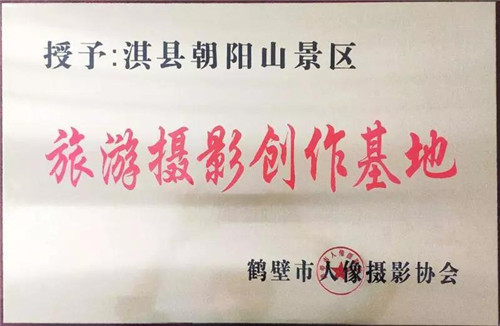 授予:淇县朝阳山景区
旅游摄影创作基地
鹤壁市人像摄影协会